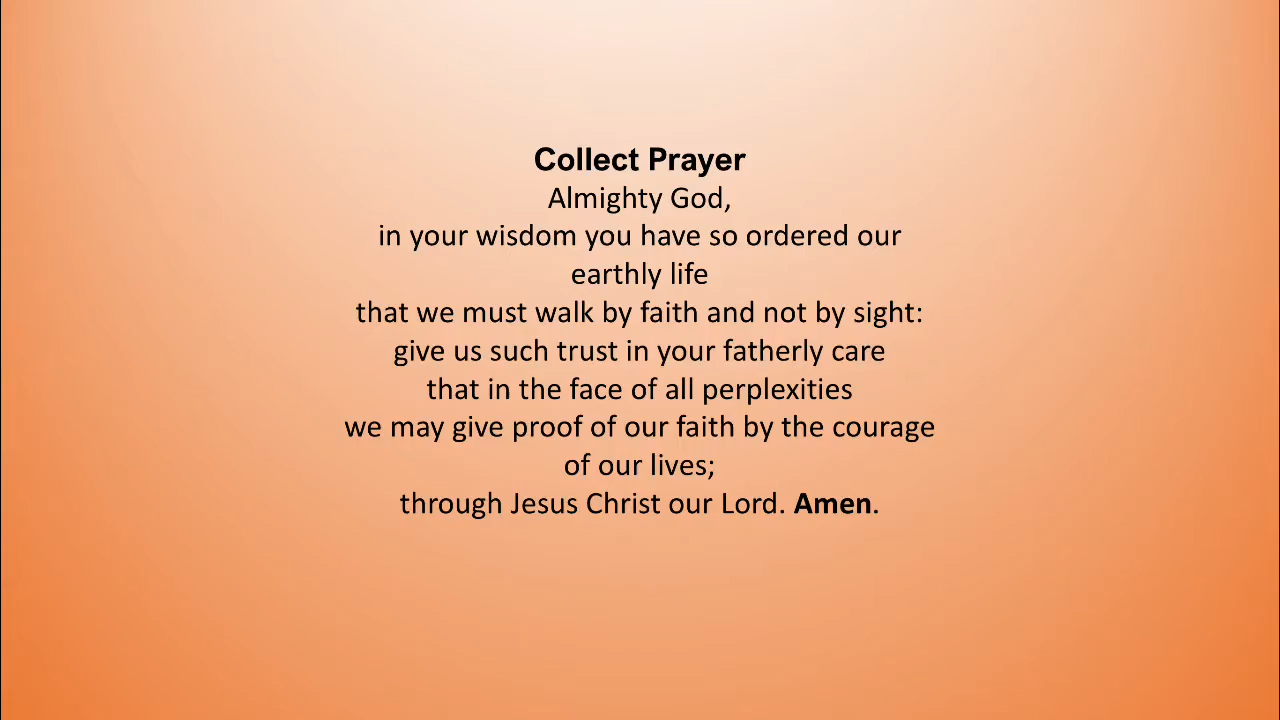 Collect Prayer
Almighty God,
in your wisdom you have so ordered our
earthly life
that we must walk by faith and not by sight:
give us such trust in your fatherly care
that in the face of all perplexities
we may give proof of our faith by the courage
of our lives;
through Jesus Christ our Lord. Amen.